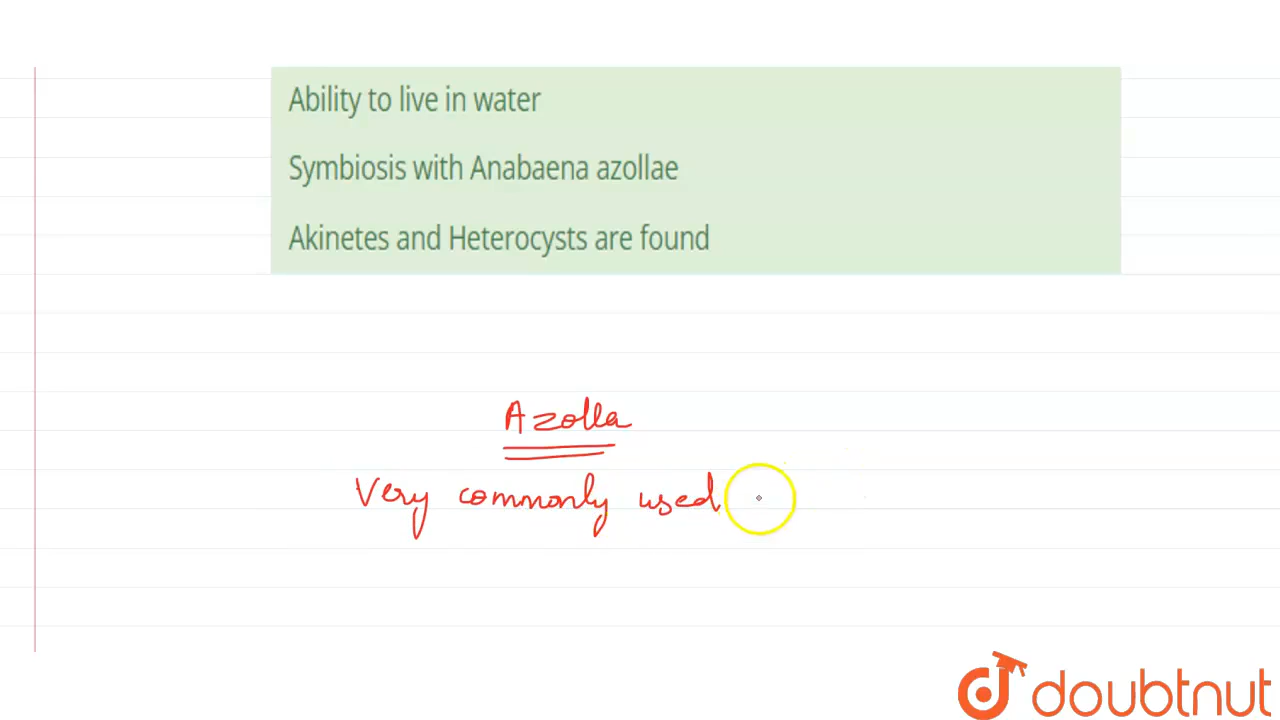 Ability to live in water
Symbiosis with Anabaena azollae
Akinetes and Heterocysts are found
Azolla
Very commonly used
doubtnut